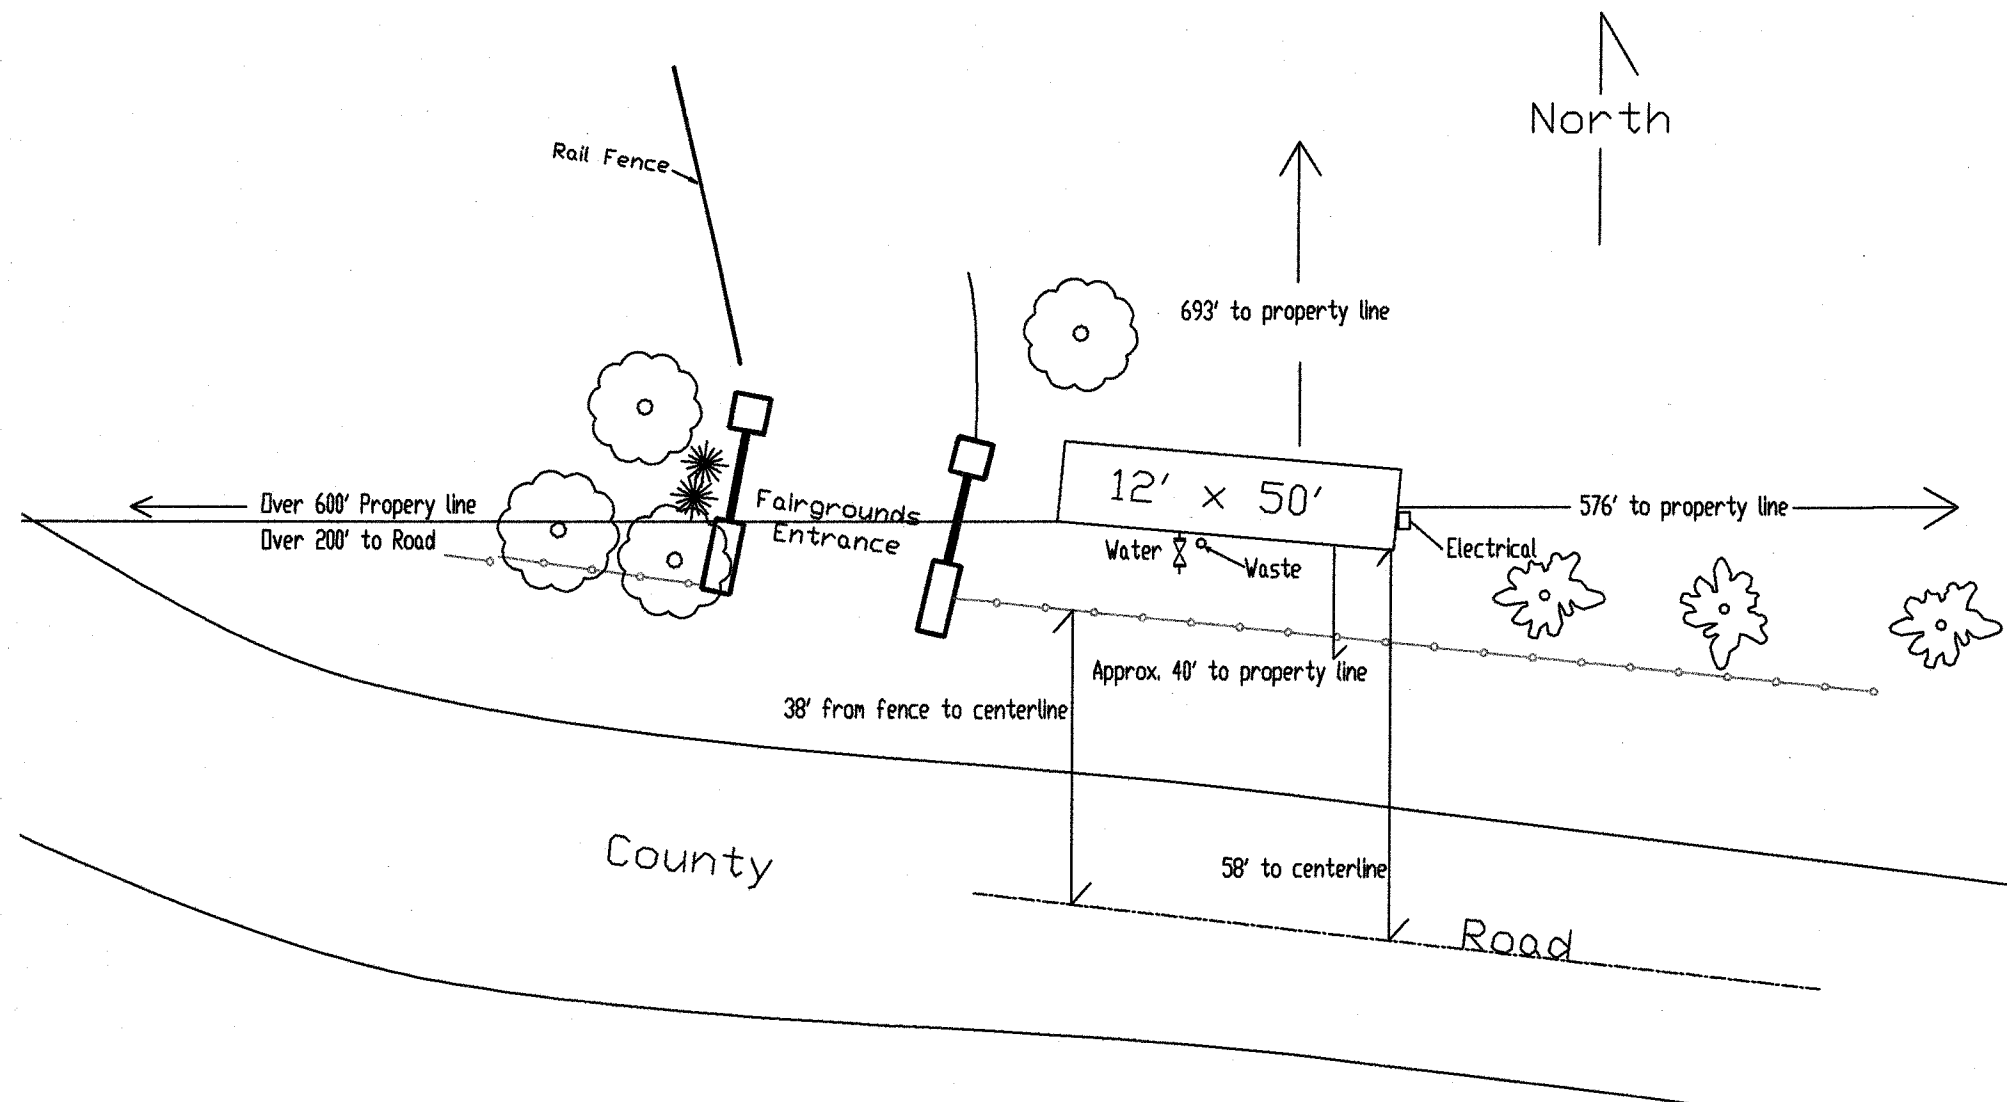 North
Rail Fence
693' to property line
12' x 50'
Over 600' Propery line
Over 200' to Road
Fairgrounds
Entrance
576' to property line
Water
Waste
Electrical
Approx. 40' to property line
38' from fence to centerline
58' to centerline
County
Road